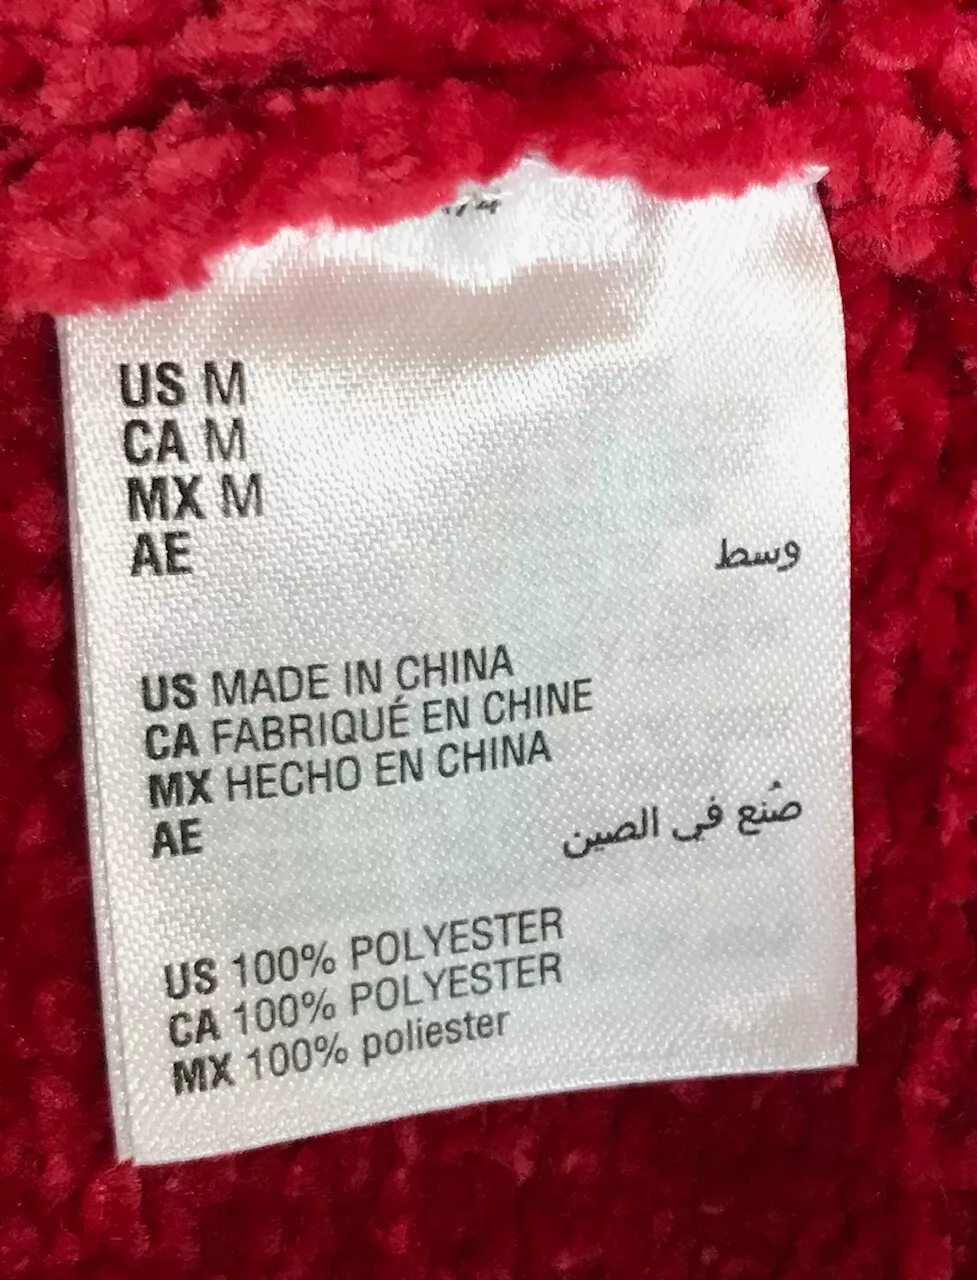 US M
CA M
MX M
AE وسط
US MADE IN CHINA
CA FABRIQUÉ EN CHINE
MX HECHO EN CHINA
AE صُنع في الصين
US 100% POLYESTER
CA 100% POLYESTER
MX 100% poliester